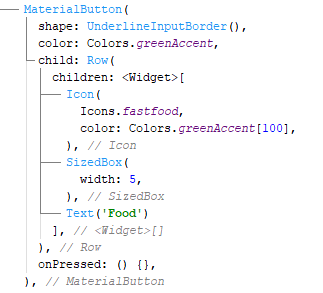 MaterialButton(
shape: UnderlineInputBorder(),
color: Colors.greenAccent,
child: Row(
children: <Widget>[
Icon(
Icons.fastfood,
color: Colors.greenAccent[100],
), // Icon
SizedBox(
width: 5,
), // SizedBox
Text('Food')
], // <Widget>[]
), // Row
onPressed: () {},
), // MaterialButton